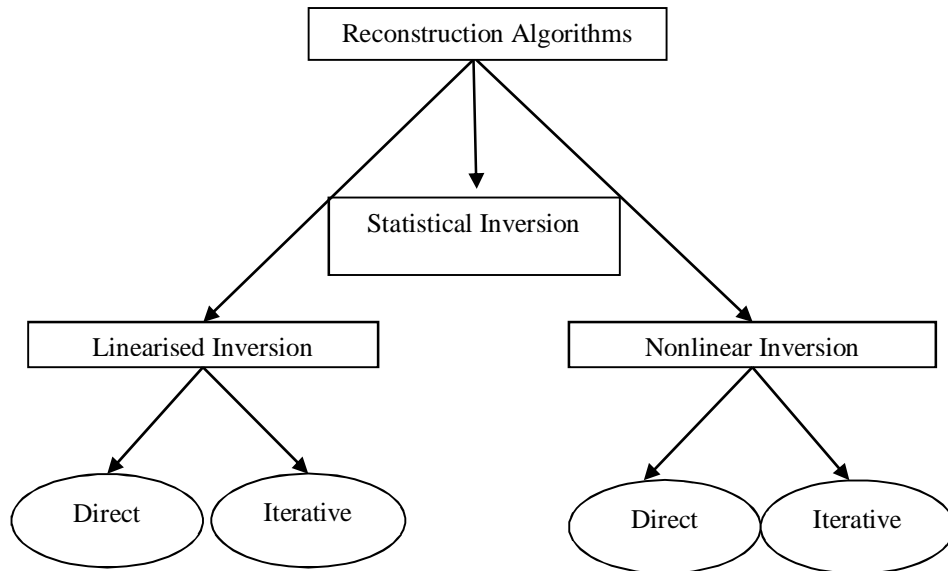 Reconstruction Algorithms
Statistical Inversion
Linearised Inversion
Nonlinear Inversion
Direct
Iterative
Direct
Iterative